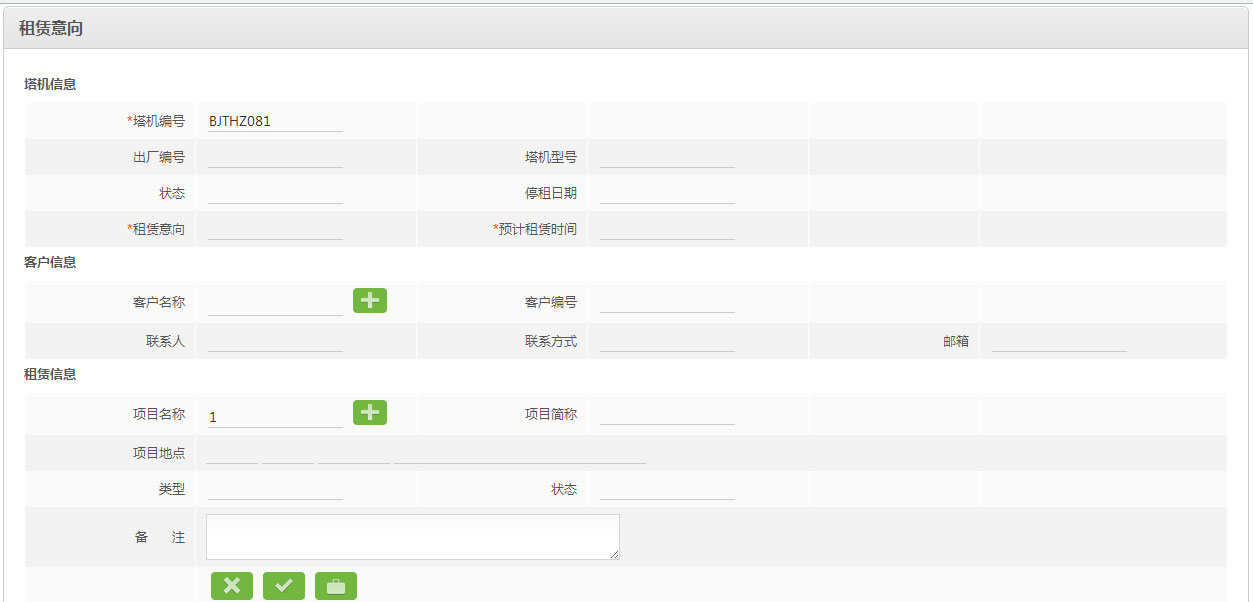 租赁意向
塔机信息
*塔机编号 BJTHZ081
出厂编号 塔机型号
状态 停租日期
*租赁意向 *预计租赁时间
客户信息
客户名称 客户编号
联系人 联系方式 邮箱
租赁信息
项目名称 1 项目简称
项目地点
类型 状态
备 注